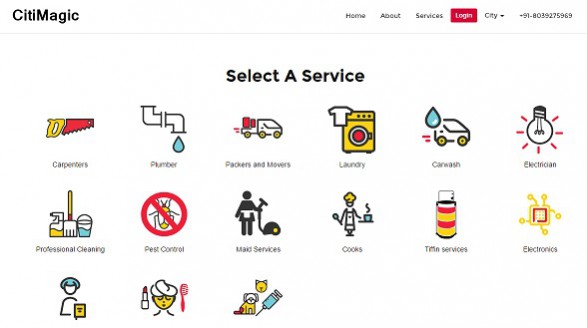 CitiMagic
Home About Services Login City +91-8039275969
Select A Service
Carpenters Plumber Packers and Movers Laundry Carwash Electrician
Professional Cleaning Pest Control Maid Services Cooks Tiffin services Electronics